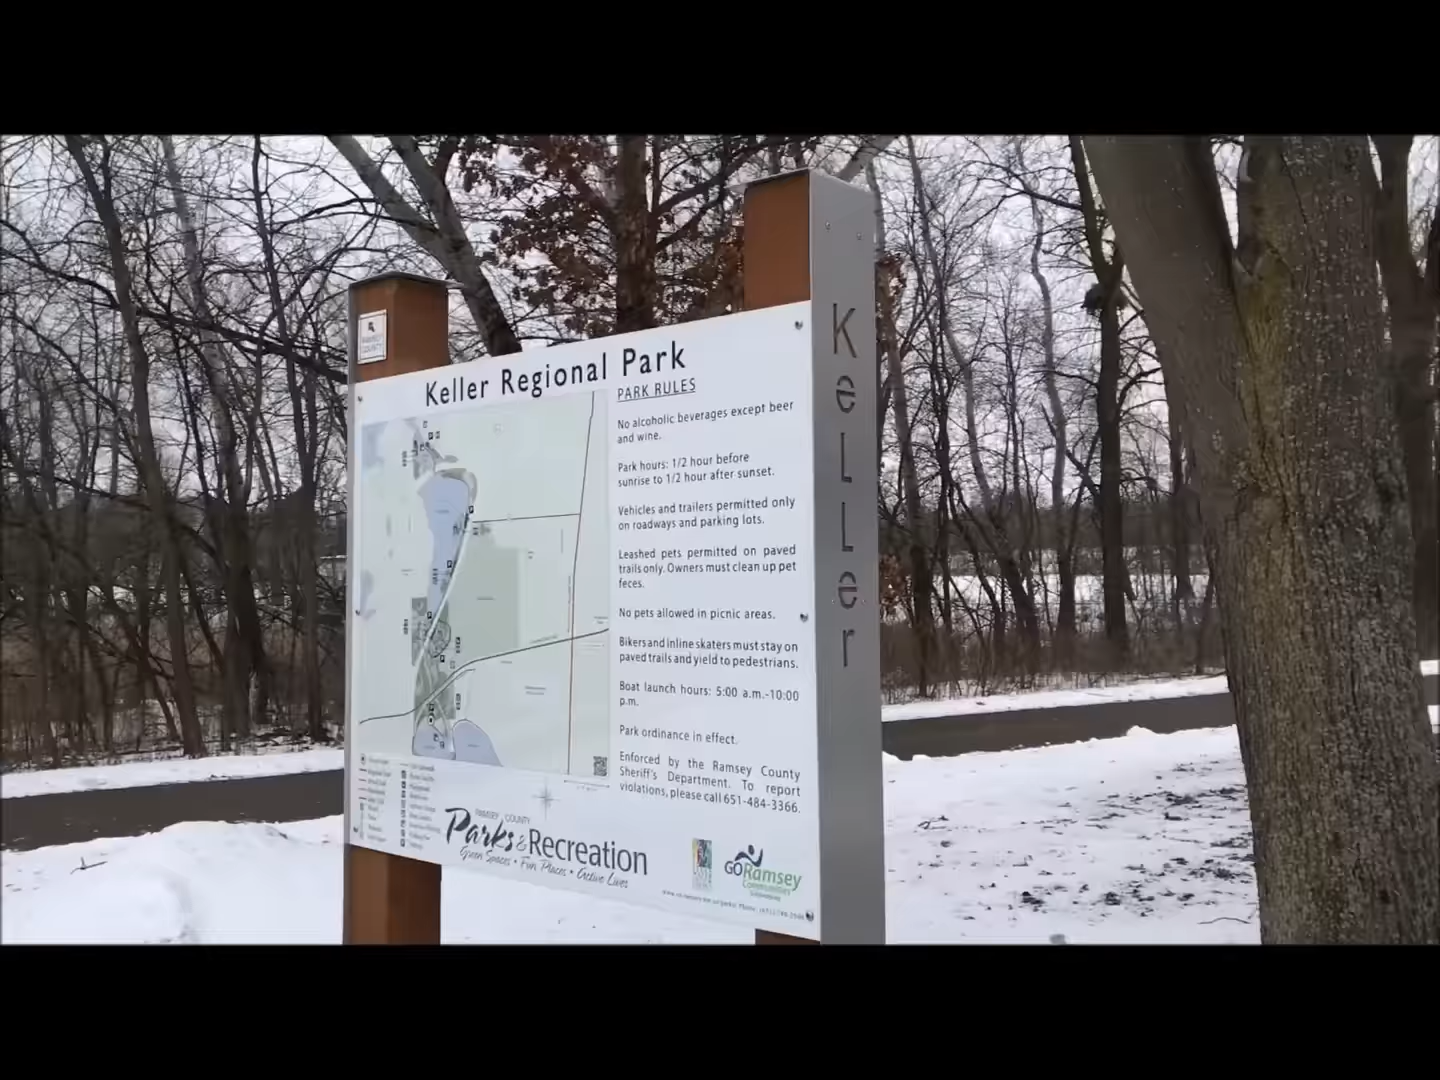 Keller Regional Park
PARK RULES
No alcoholic beverages except beer
and wine.
Park hours: 1/2 hour before
sunrise to 1/2 hour after sunset.
Vehicles and trailers permitted only
on roadways and parking lots.
Leashed pets permitted on paved
trails only. Owners must clean up pet
feces.
No pets allowed in picnic areas.
Bikers and inline skaters must stay on
paved trails and yield to pedestrians.
Boat launch hours: 5:00 a.m.-10:00
p.m.
Park ordinance in effect.
Enforced by the Ramsey County
Sheriff's Department. To report
violations, please call 651-484-3366.
RAMSEY COUNTY
Parks & Recreation
Green Spaces • Fun Places • Active Lives
GORamsey
Communities
Keller